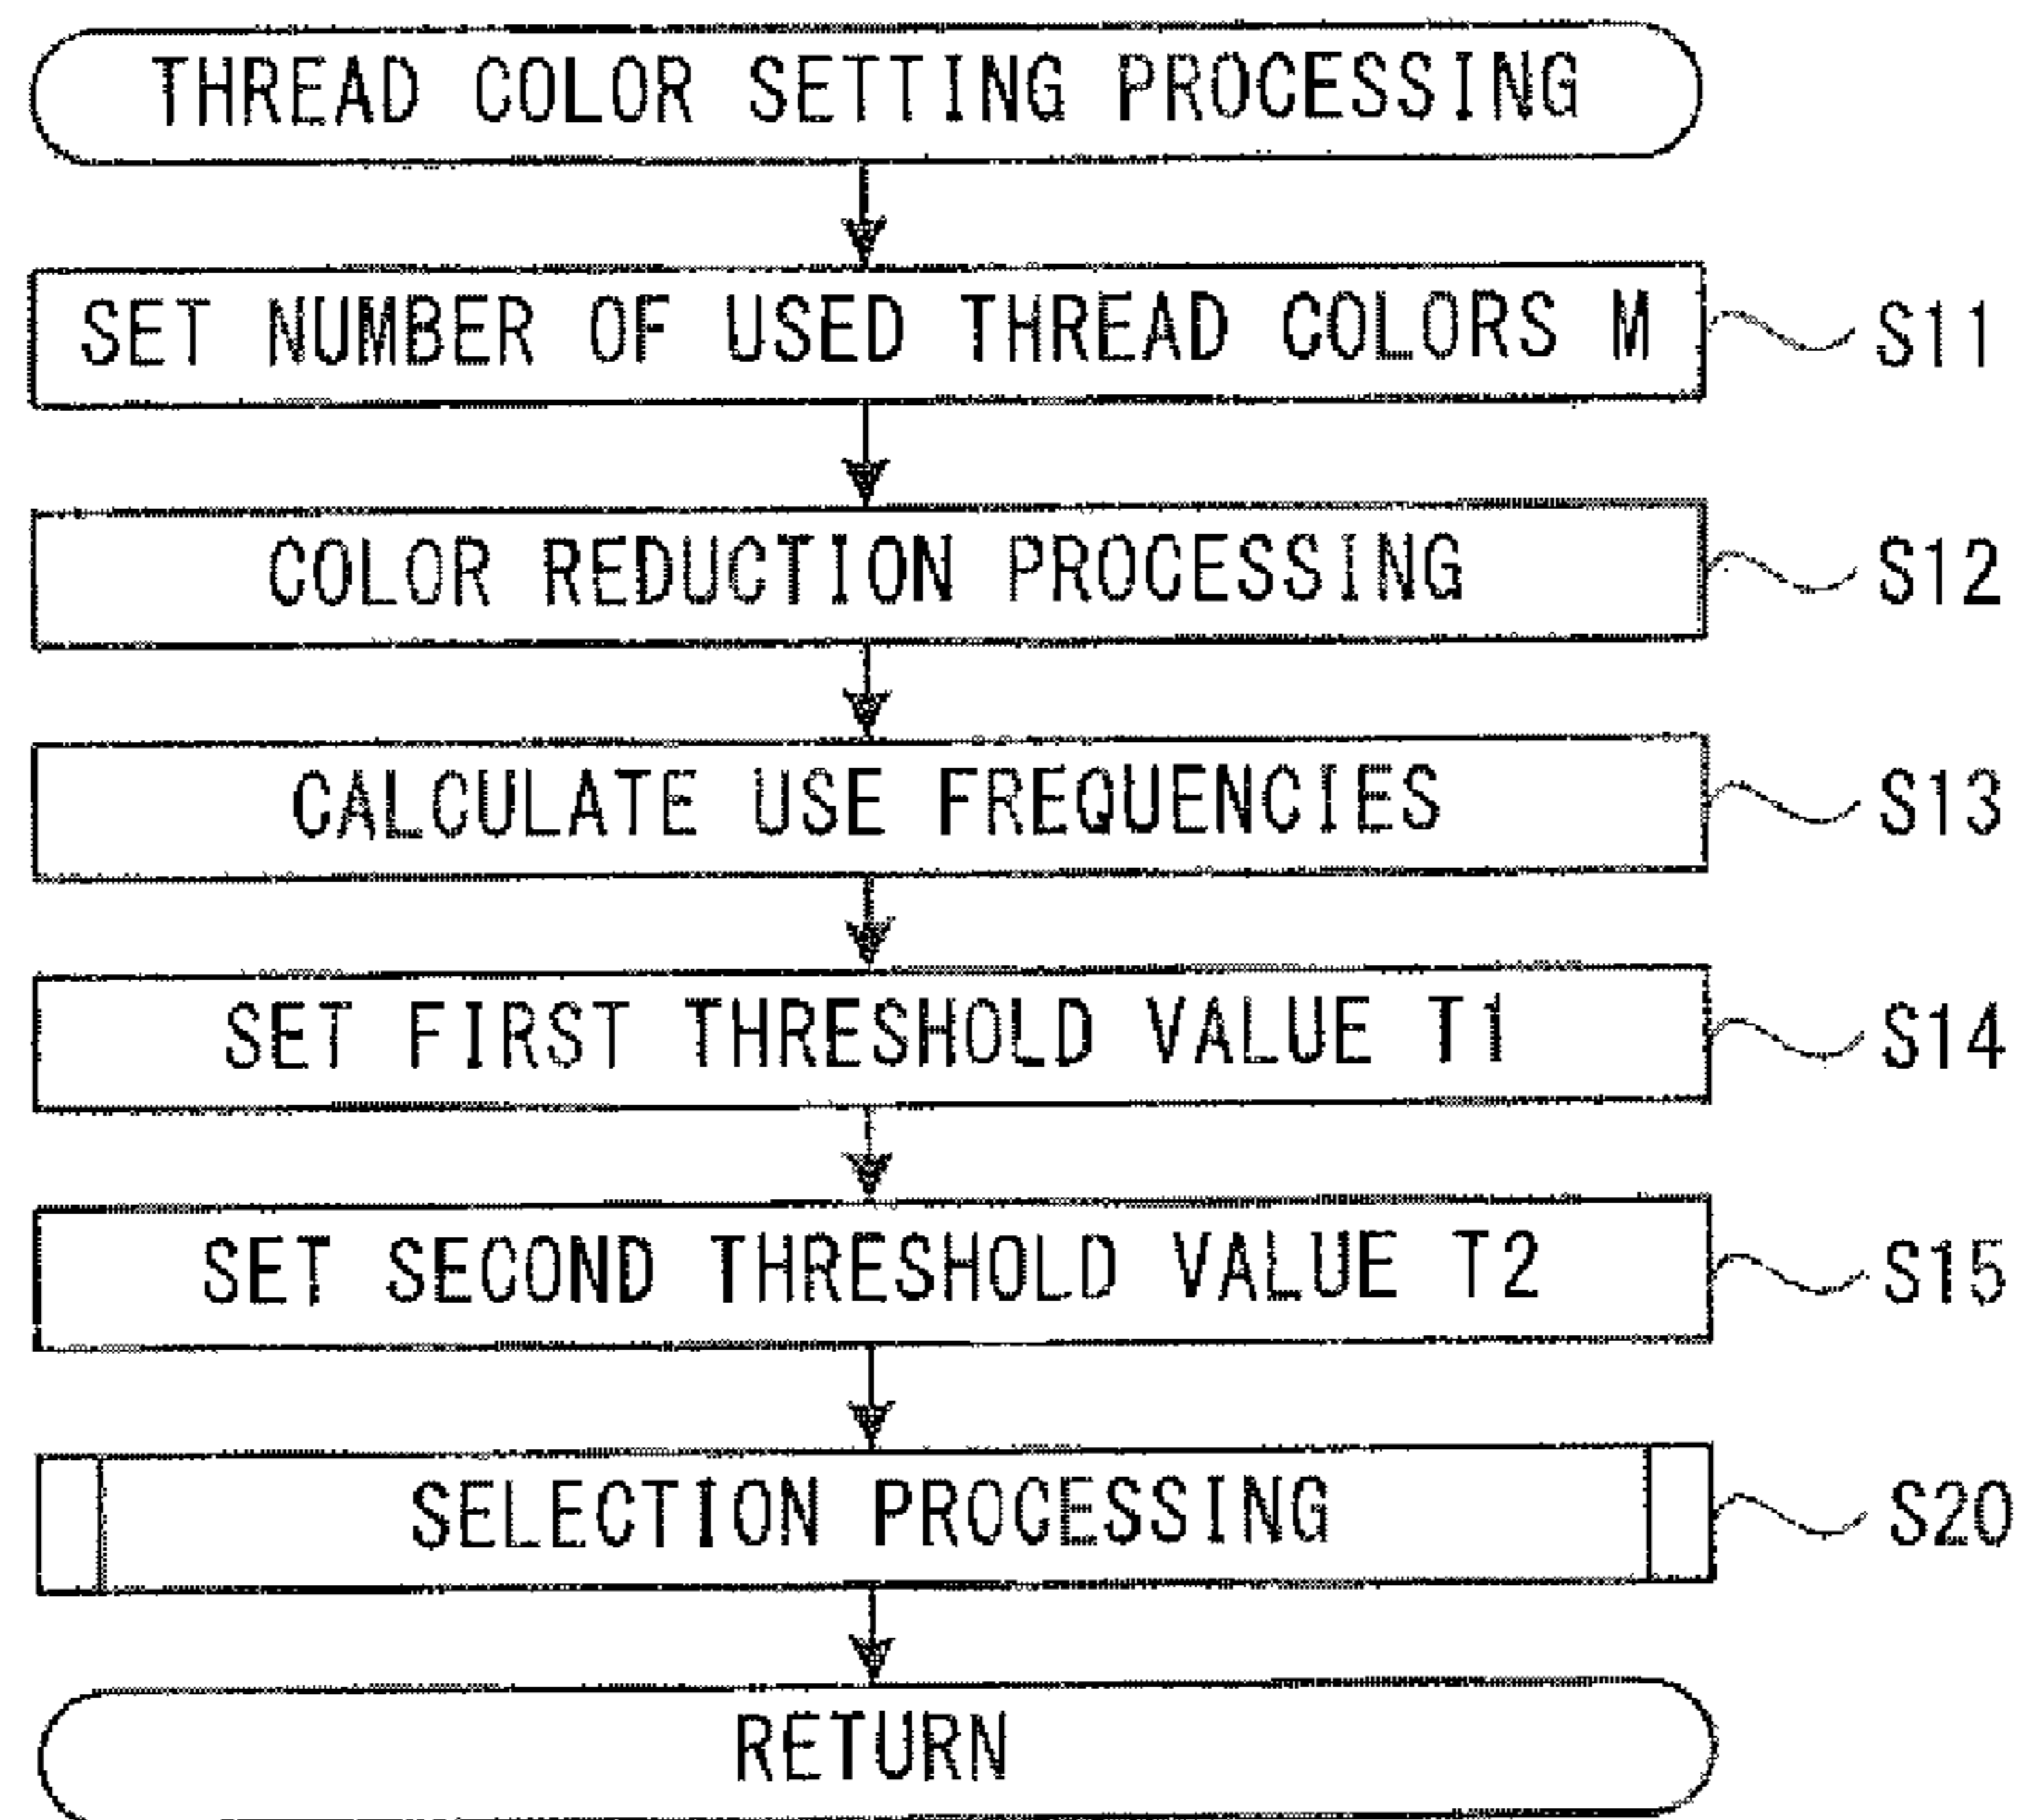 THREAD COLOR SETTING PROCESSING
SET NUMBER OF USED THREAD COLORS M
S11
COLOR REDUCTION PROCESSING
S12
CALCULATE USE FREQUENCIES
S13
SET FIRST THRESHOLD VALUE T1
S14
SET SECOND THRESHOLD VALUE T2
S15
SELECTION PROCESSING
S20
RETURN